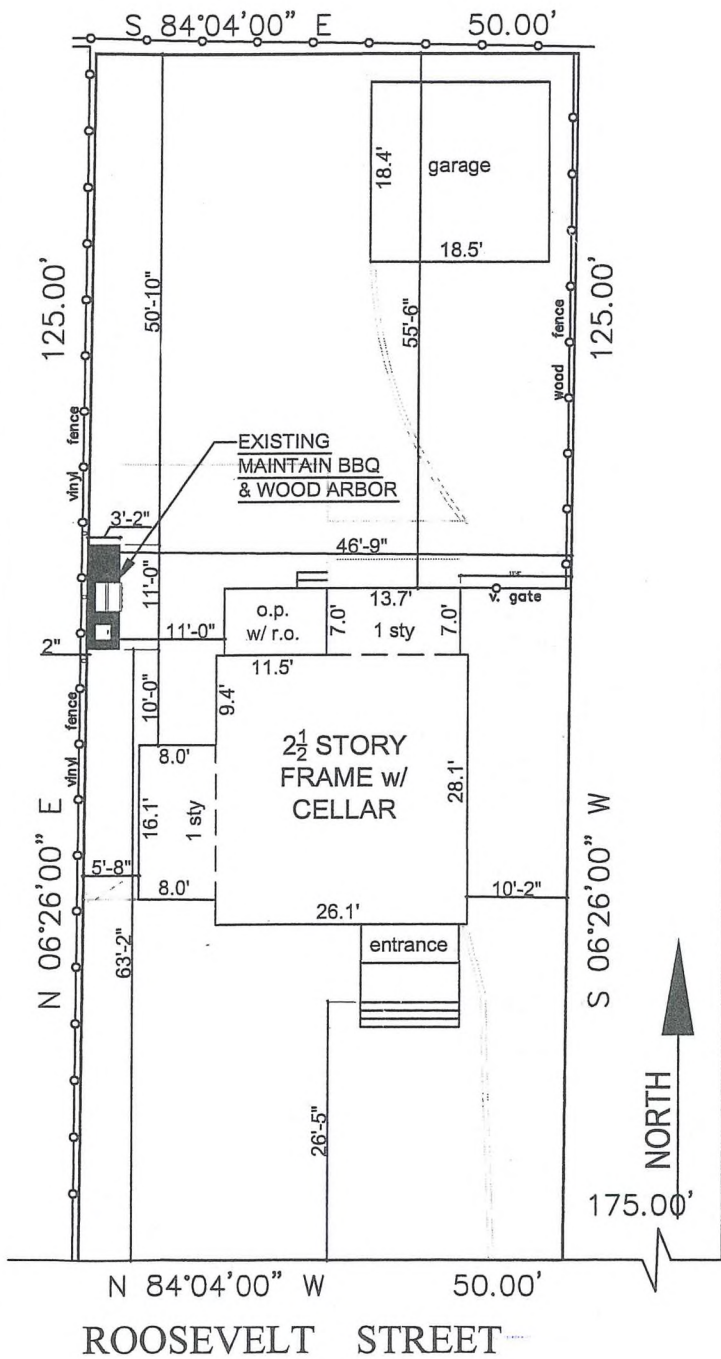 S 84°04'00" E 50.00'
garage
18.4'
18.5'
125.00'
125.00'
50'-10"
55'-6"
wood fence
vinyl fence
EXISTING
MAINTAIN BBQ
& WOOD ARBOR
3'-2"
46'-9"
11'-0"
13.7'
v. gate
o.p.
w/ r.o.
7.0'
1 sty
7.0'
11'-0"
2"
11.5'
10'-0"
9.4'
vinyl fence
2½ STORY
FRAME w/
CELLAR
28.1'
8.0'
16.1'
1 sty
5'-8"
8.0'
10'-2"
26.1'
N 06°26'00" E
S 06°26'00" W
63'-2"
entrance
26'-5"
NORTH
175.00'
N 84°04'00" W 50.00'
ROOSEVELT STREET